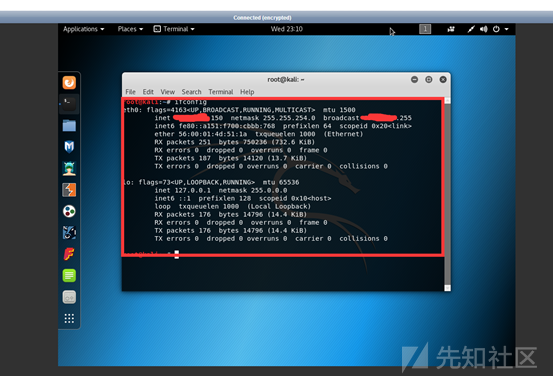 Connected (encrypted)
Applications Places Terminal Wed 23:10 1
root@kali: ~
File Edit View Search Terminal Help
root@kali:~# ifconfig
eth0: flags=4163<UP,BROADCAST,RUNNING,MULTICAST> mtu 1500
inet .150 netmask 255.255.254.0 broadcast .255
inet6 fe80::a151:f700:cbbb:768 prefixlen 64 scopeid 0x20<link>
ether 56:00:01:4d:51:1a txqueuelen 1000 (Ethernet)
RX packets 251 bytes 750236 (732.6 KiB)
RX errors 0 dropped 0 overruns 0 frame 0
TX packets 187 bytes 14120 (13.7 KiB)
TX errors 0 dropped 0 overruns 0 carrier 0 collisions 0
lo: flags=73<UP,LOOPBACK,RUNNING> mtu 65536
inet 127.0.0.1 netmask 255.0.0.0
inet6 ::1 prefixlen 128 scopeid 0x10<host>
loop txqueuelen 1000 (Local Loopback)
RX packets 176 bytes 14796 (14.4 KiB)
RX errors 0 dropped 0 overruns 0 frame 0
TX packets 176 bytes 14796 (14.4 KiB)
TX errors 0 dropped 0 overruns 0 carrier 0 collisions 0
root@kali:~#
先知社区